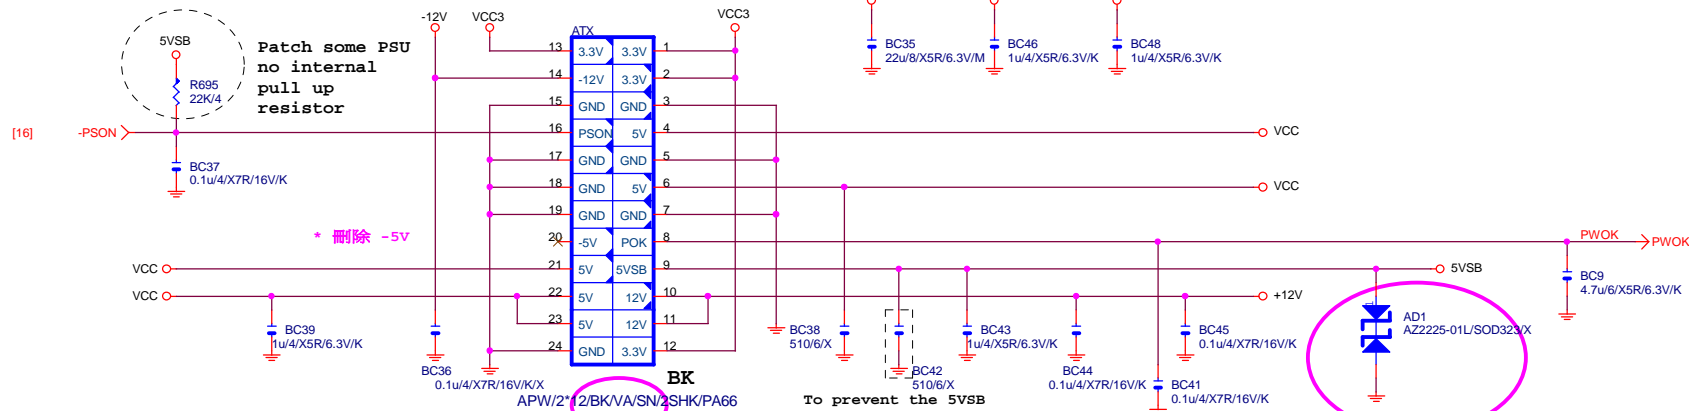 -12V
VCC3
VCC3
ATX
5VSB
R695
22K/4
Patch some PSU
no internal
pull up
resistor
[16]
-PSON
BC37
0.1u/4/X7R/16V/K
* 刪除 -5V
VCC
VCC
BC39
1u/4/X5R/6.3V/K
BC36
0.1u/4/X7R/16V/K/X
13 3.3V 3.3V 1
14 -12V 3.3V 2
15 GND GND 3
16 PSON 5V 4
17 GND GND 5
18 GND 5V 6
19 GND GND 7
20 -5V POK 8
21 5V 5VSB 9
22 5V 12V 10
23 5V 12V 11
24 GND 3.3V 12
BK
APW/2*12/BK/VA/SN/2SHK/PA66
BC35
22u/8/X5R/6.3V/M
BC46
1u/4/X5R/6.3V/K
BC48
1u/4/X5R/6.3V/K
VCC
VCC
PWOK
PWOK
5VSB
+12V
BC9
4.7u/6/X5R/6.3V/K
BC38
510/6/X
BC42
510/6/X
BC43
1u/4/X5R/6.3V/K
BC44
0.1u/4/X7R/16V/K
BC45
0.1u/4/X7R/16V/K
BC41
0.1u/4/X7R/16V/K
AD1
AZ2225-01L/SOD323/X
To prevent the 5VSB